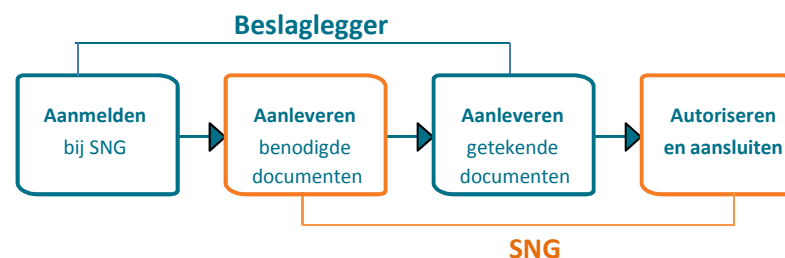 Beslaglegger
Aanmelden
bij SNG
Aanleveren
benodigde
documenten
Aanleveren
getekende
documenten
Autoriseren
en aansluiten
SNG